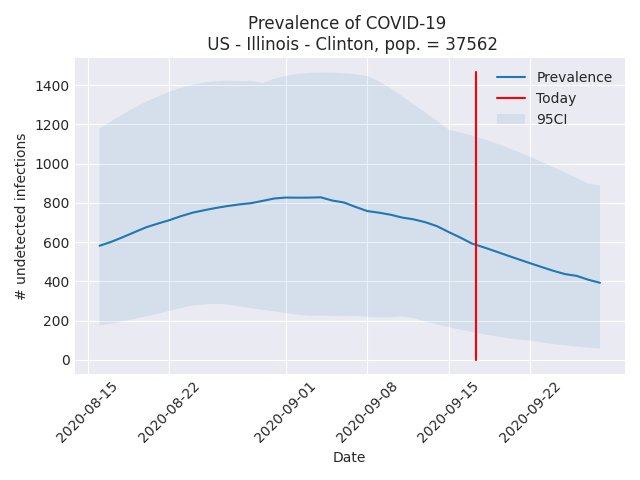 Prevalence of COVID-19
US - Illinois - Clinton, pop. = 37562
Prevalence
Today
95CI
# undetected infections
1400
1200
1000
800
600
400
200
0
2020-08-15
2020-08-22
2020-09-01
2020-09-08
2020-09-15
2020-09-22
Date